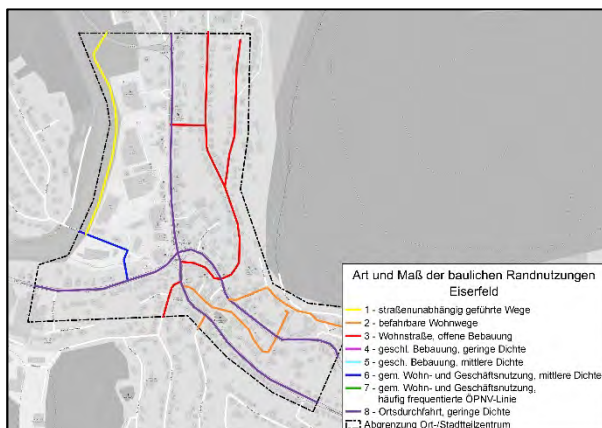 Art und Maß der baulichen Randnutzungen
Eiserfeld
1 - straßenunabhängig geführte Wege
2 - befahrbare Wohnwege
3 - Wohnstraße, offene Bebauung
4 - geschl. Bebauung, geringe Dichte
5 - gesch. Bebauung, mittlere Dichte
6 - gem. Wohn- und Geschäftsnutzung, mittlere Dichte
7 - gem. Wohn- und Geschäftsnutzung,
häufig frequentierte ÖPNV-Linie
8 - Ortsdurchfahrt, geringe Dichte
Abgrenzung Ort-/Stadtteilzentrum